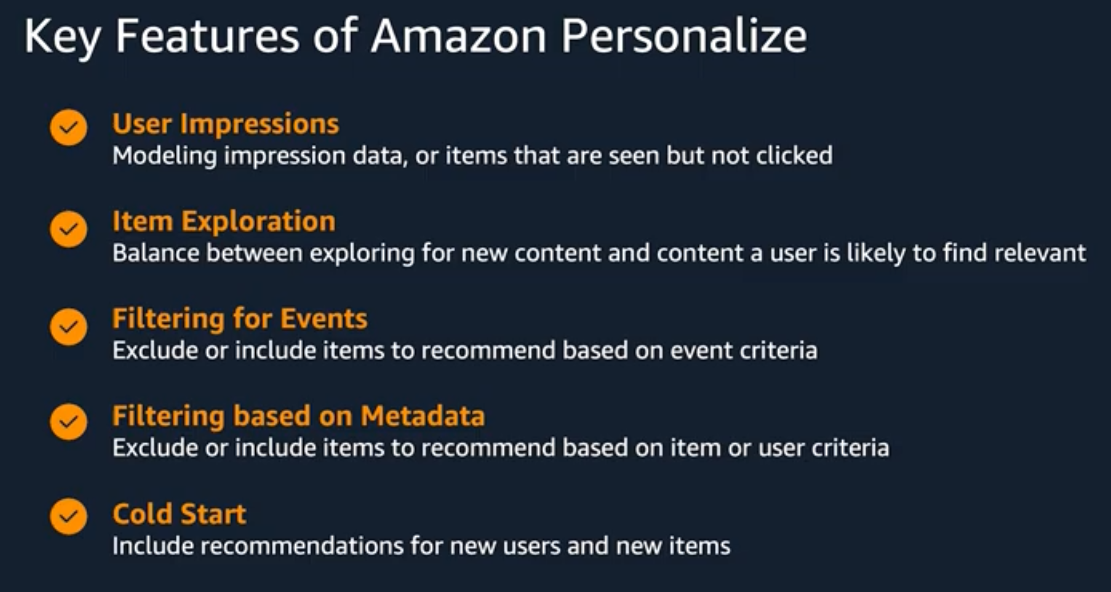 Key Features of Amazon Personalize
User Impressions
Modeling impression data, or items that are seen but not clicked
Item Exploration
Balance between exploring for new content and content a user is likely to find relevant
Filtering for Events
Exclude or include items to recommend based on event criteria
Filtering based on Metadata
Exclude or include items to recommend based on item or user criteria
Cold Start
Include recommendations for new users and new items